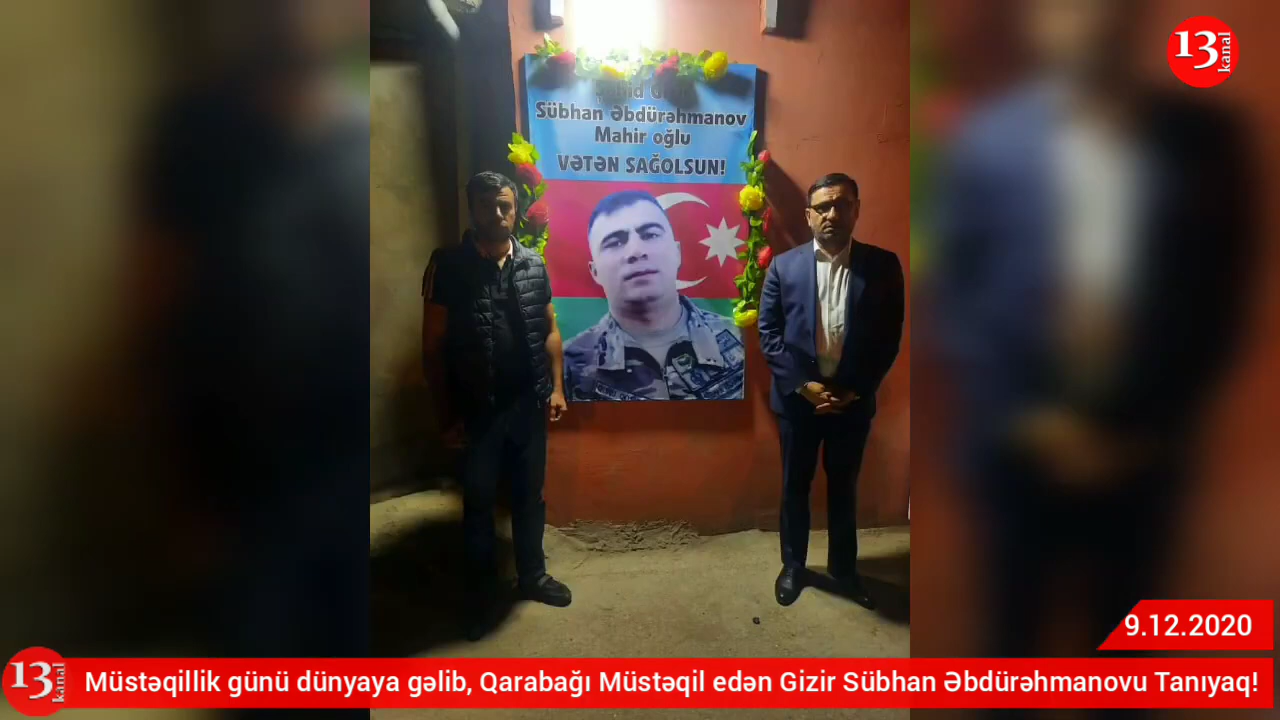 13
kanal
Sübhan Əbdürəhmanov
Mahir oğlu
VƏTƏN SAĞOLSUN!
9.12.2020
13
kanal
Müstəqillik günü dünyaya gəlib, Qarabağı Müstəqil edən Gizir Sübhan Əbdürəhmanovu Tanıyaq!